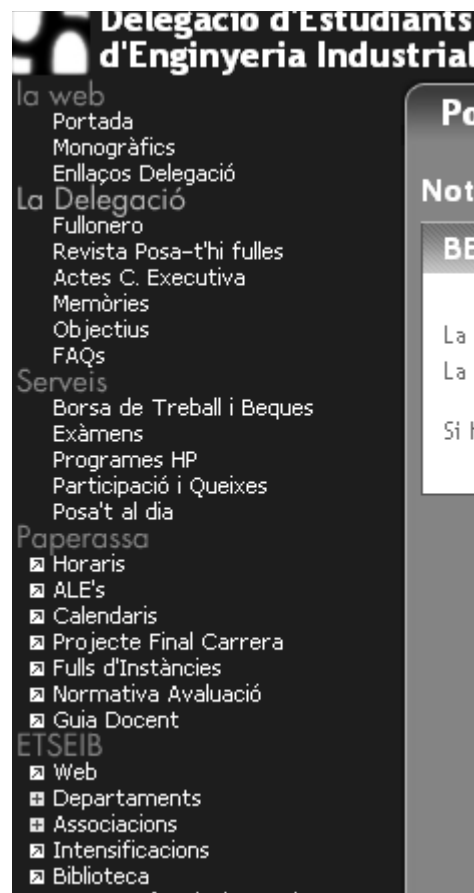 Delegació d'Estudiants
d'Enginyeria Industrial
la web
Portada
Monogràfics
Enllaços Delegació
La Delegació
Fullonero
Revista Posa-t'hi fulles
Actes C. Executiva
Memòries
Objectius
FAQs
Serveis
Borsa de Treball i Beques
Exàmens
Programes HP
Participació i Queixes
Posa't al dia
Paperassa
Horaris
ALE's
Calendaris
Projecte Final Carrera
Fulls d'Instàncies
Normativa Avaluació
Guia Docent
ETSEIB
Web
Departaments
Associacions
Intensificacions
Biblioteca
Po
Not
La
La
Si